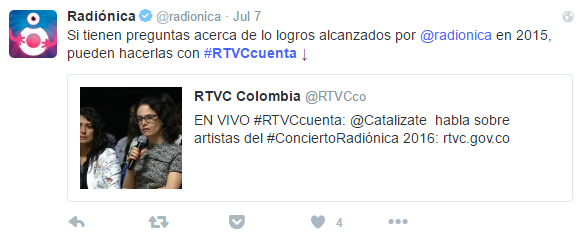 Radiónica @radionica · Jul 7
Si tienen preguntas acerca de lo logros alcanzados por @radionica en 2015,
pueden hacerlas con #RTVCcuenta ↓
RTVC Colombia @RTVCco
EN VIVO #RTVCcuenta: @Catalizate habla sobre
artistas del #ConciertoRadiónica 2016: rtvc.gov.co
4